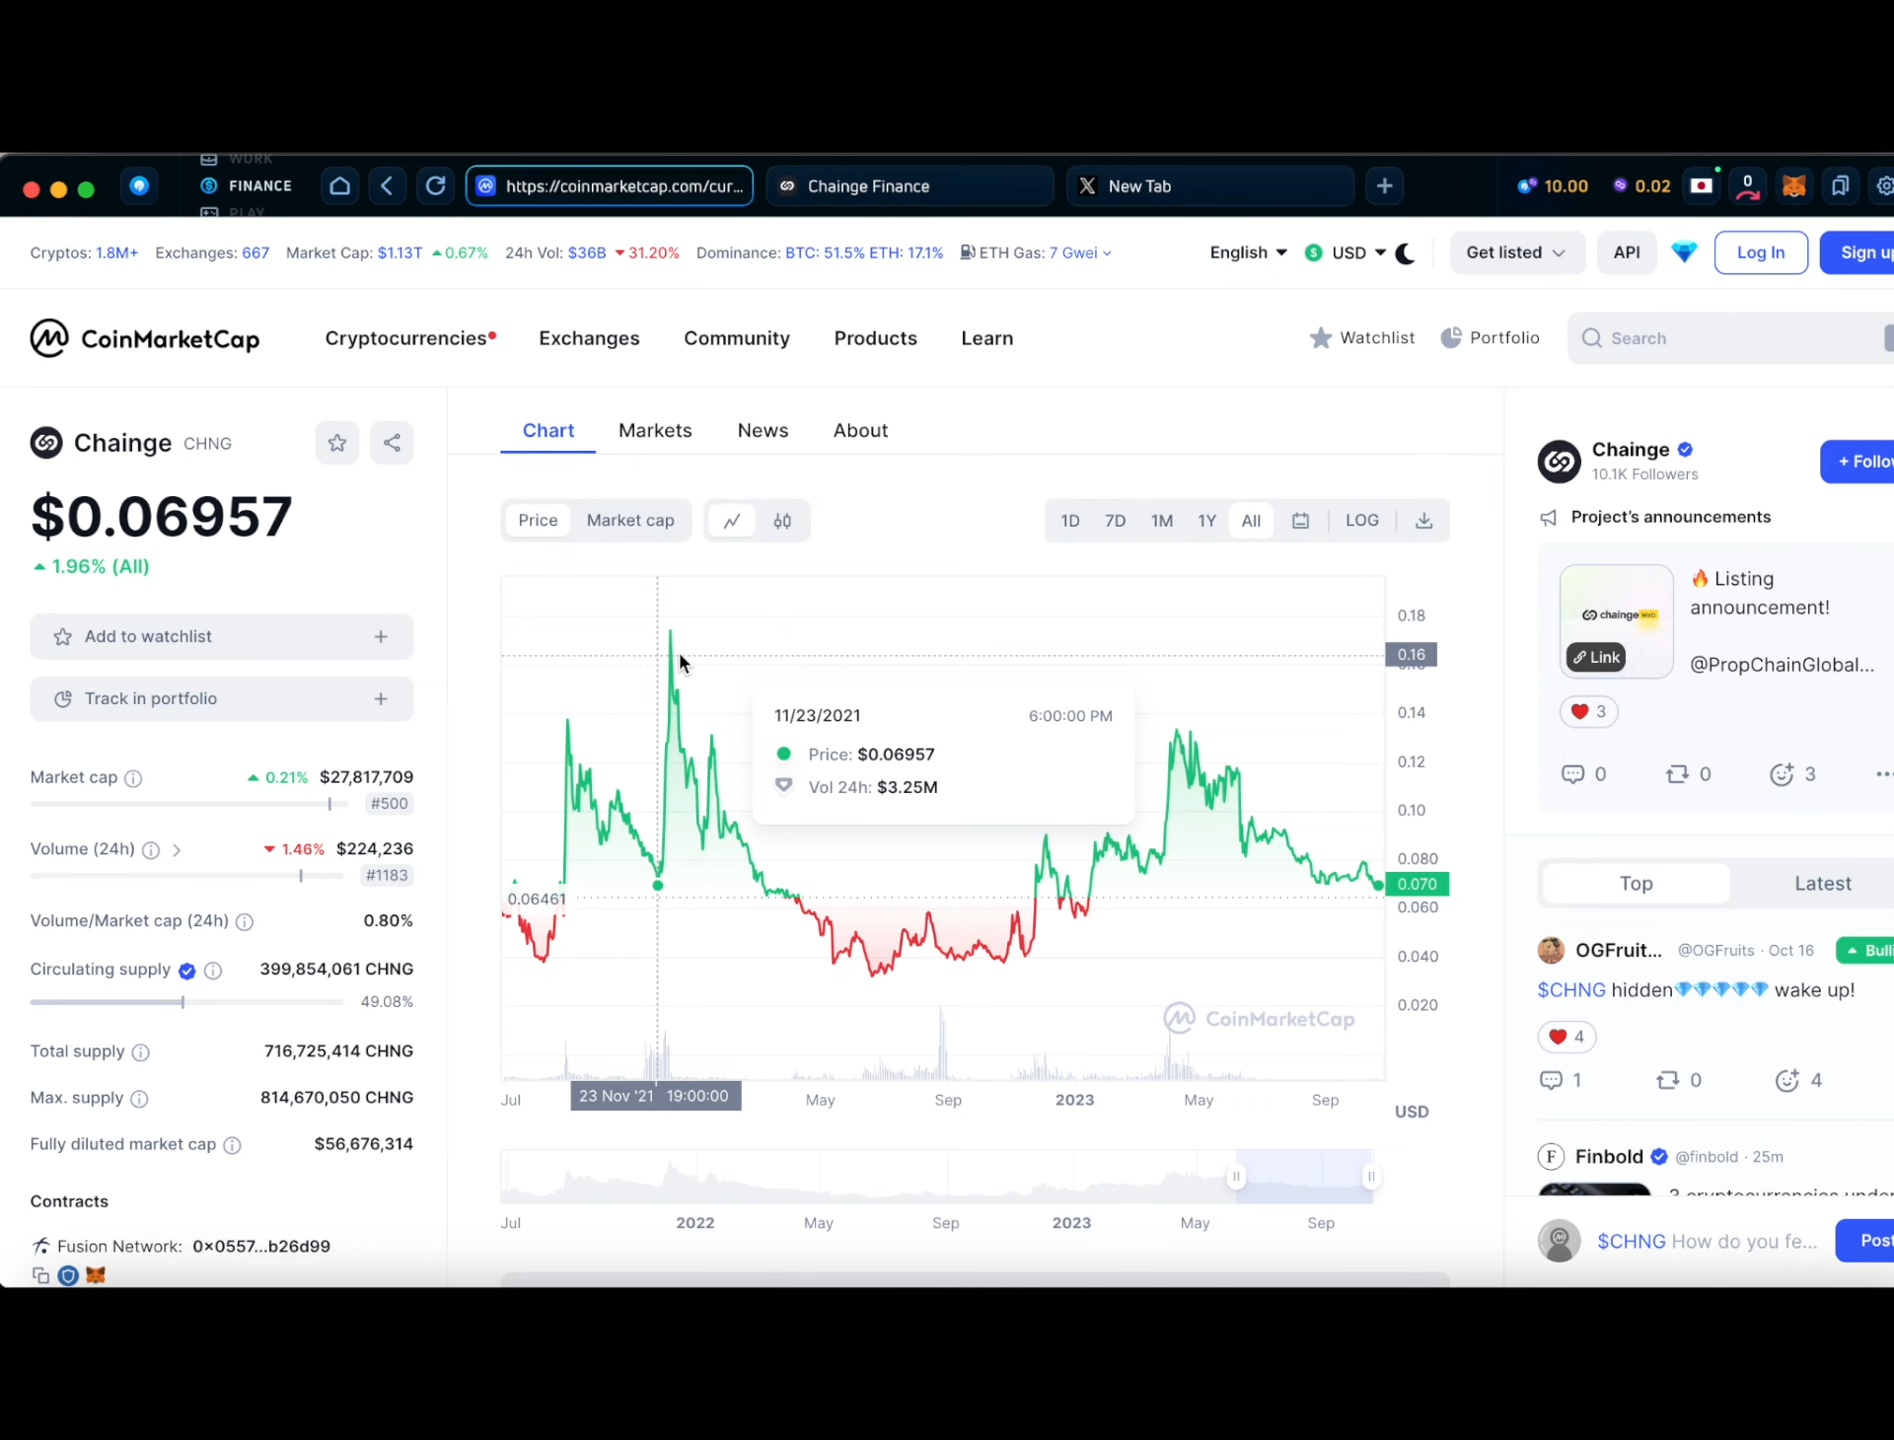 WORK
FINANCE
PLAY
https://coinmarketcap.com/cur...
Chainge Finance
New Tab
10.00
0.02
0
Cryptos: 1.8M+ Exchanges: 667 Market Cap: $1.13T 0.67% 24h Vol: $36B 31.20% Dominance: BTC: 51.5% ETH: 17.1% ETH Gas: 7 Gwei
English USD Get listed API Log In Sign up
CoinMarketCap
Cryptocurrencies Exchanges Community Products Learn
Watchlist Portfolio Search
Chainge CHNG
$0.06957
1.96% (All)
Add to watchlist +
Track in portfolio +
Market cap 0.21% $27,817,709
#500
Volume (24h) 1.46% $224,236
#1183
Volume/Market cap (24h) 0.80%
Circulating supply 399,854,061 CHNG
49.08%
Total supply 716,725,414 CHNG
Max. supply 814,670,050 CHNG
Fully diluted market cap $56,676,314
Contracts
Fusion Network: 0x0557...b26d99
Chart Markets News About
Price Market cap
1D 7D 1M 1Y All LOG
0.18
0.16
0.14
0.12
0.10
0.080
0.070
0.060
0.040
0.020
0.06461
11/23/2021 6:00:00 PM
Price: $0.06957
Vol 24h: $3.25M
CoinMarketCap
Jul 23 Nov '21 19:00:00 May Sep 2023 May Sep
USD
Jul 2022 May Sep 2023 May Sep
Chainge
10.1K Followers
+ Follow
Project's announcements
chainge
Link
🔥 Listing
announcement!
@PropChainGlobal...
3
0 0 3
Top Latest
OGFruit... @OGFruits · Oct 16 Bulli
$CHNG hidden💎💎💎💎💎 wake up!
4
1 0 4
F Finbold @finbold · 25m
3 cryptocurrencies under
$CHNG How do you fe...
Post